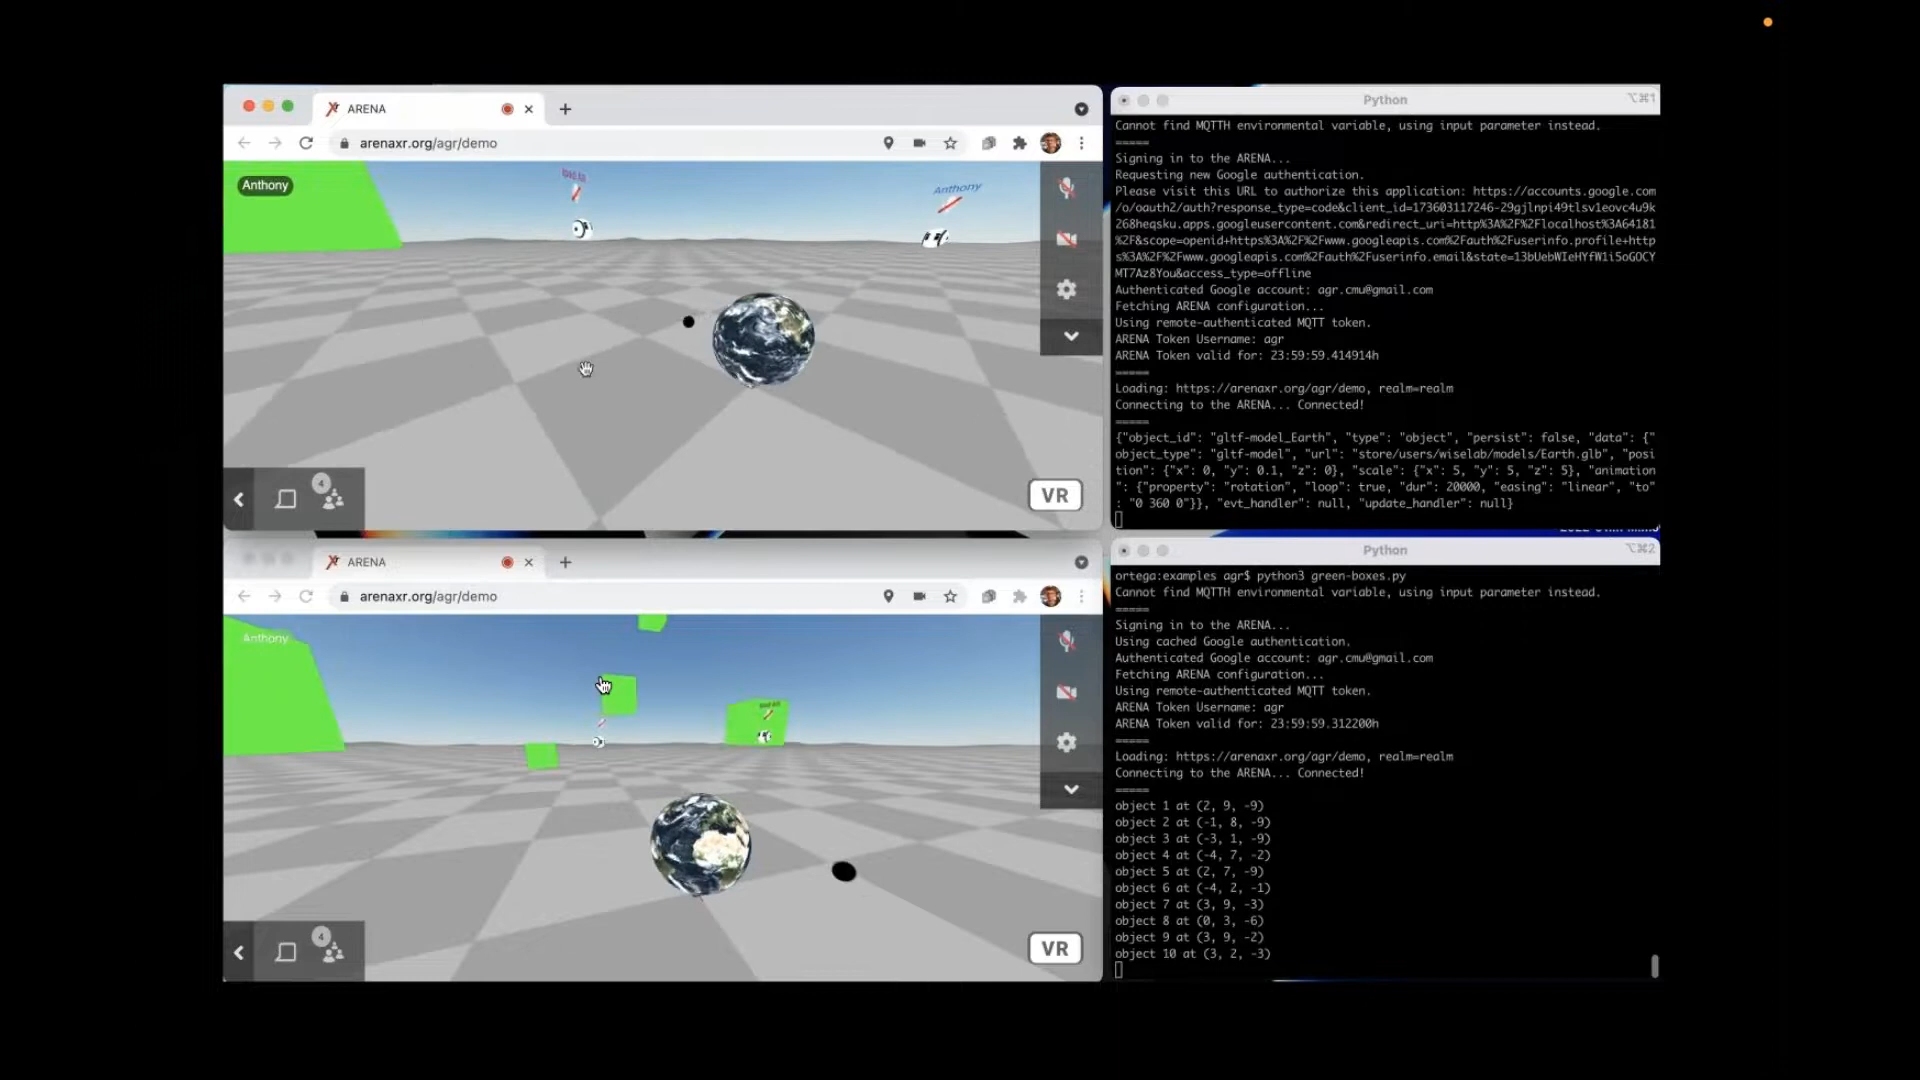 ARENA
arenaxr.org/agr/demo
Anthony
Anthony
4
VR
Python
⌥⌘1
Cannot find MQTTH environmental variable, using input parameter instead.
=====
Signing in to the ARENA...
Requesting new Google authentication.
Please visit this URL to authorize this application: https://accounts.google.com
/o/oauth2/auth?response_type=code&client_id=173603117246-29gjlnpi49tlsv1eovc4u9k
268heqsku.apps.googleusercontent.com&redirect_uri=http%3A%2F%2Flocalhost%3A64181
%2F&scope=openid+https%3A%2F%2Fwww.googleapis.com%2Fauth%2Fuserinfo.profile+http
s%3A%2F%2Fwww.googleapis.com%2Fauth%2Fuserinfo.email&state=13bUebWIeHYfW1i5oGOCY
MT7Az8You&access_type=offline
Authenticated Google account: agr.cmu@gmail.com
Fetching ARENA configuration...
Using remote-authenticated MQTT token.
ARENA Token Username: agr
ARENA Token valid for: 23:59:59.414914h
=====
Loading: https://arenaxr.org/agr/demo, realm=realm
Connecting to the ARENA... Connected!
=====
{"object_id": "gltf-model_Earth", "type": "object", "persist": false, "data": {"
object_type": "gltf-model", "url": "store/users/wiselab/models/Earth.glb", "posi
tion": {"x": 0, "y": 0.1, "z": 0}, "scale": {"x": 5, "y": 5, "z": 5}, "animation
": {"property": "rotation", "loop": true, "dur": 20000, "easing": "linear", "to"
: "0 360 0"}}, "evt_handler": null, "update_handler": null}
ARENA
arenaxr.org/agr/demo
Anthony
4
VR
Python
⌥⌘2
ortega:examples agr$ python3 green-boxes.py
Cannot find MQTTH environmental variable, using input parameter instead.
=====
Signing in to the ARENA...
Using cached Google authentication.
Authenticated Google account: agr.cmu@gmail.com
Fetching ARENA configuration...
Using remote-authenticated MQTT token.
ARENA Token Username: agr
ARENA Token valid for: 23:59:59.312200h
=====
Loading: https://arenaxr.org/agr/demo, realm=realm
Connecting to the ARENA... Connected!
=====
object 1 at (2, 9, -9)
object 2 at (-1, 8, -9)
object 3 at (-3, 1, -9)
object 4 at (-4, 7, -2)
object 5 at (2, 7, -9)
object 6 at (-4, 2, -1)
object 7 at (3, 9, -3)
object 8 at (0, 3, -6)
object 9 at (3, 9, -2)
object 10 at (3, 2, -3)